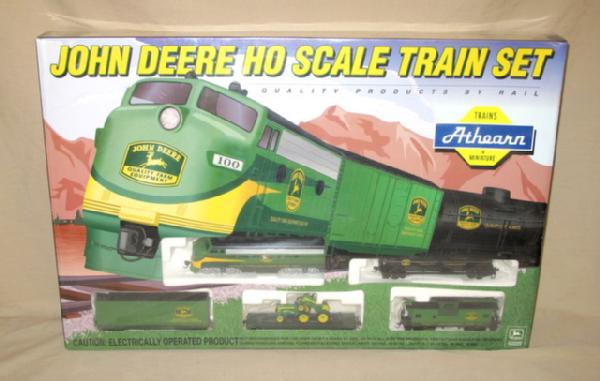 JOHN DEERE HO SCALE TRAIN SET
QUALITY PRODUCTS BY RAIL
TRAINS
Athearn
IN
MINIATURE
JOHN DEERE
QUALITY FARM
EQUIPMENT
100
CAUTION: ELECTRICALLY OPERATED PRODUCT